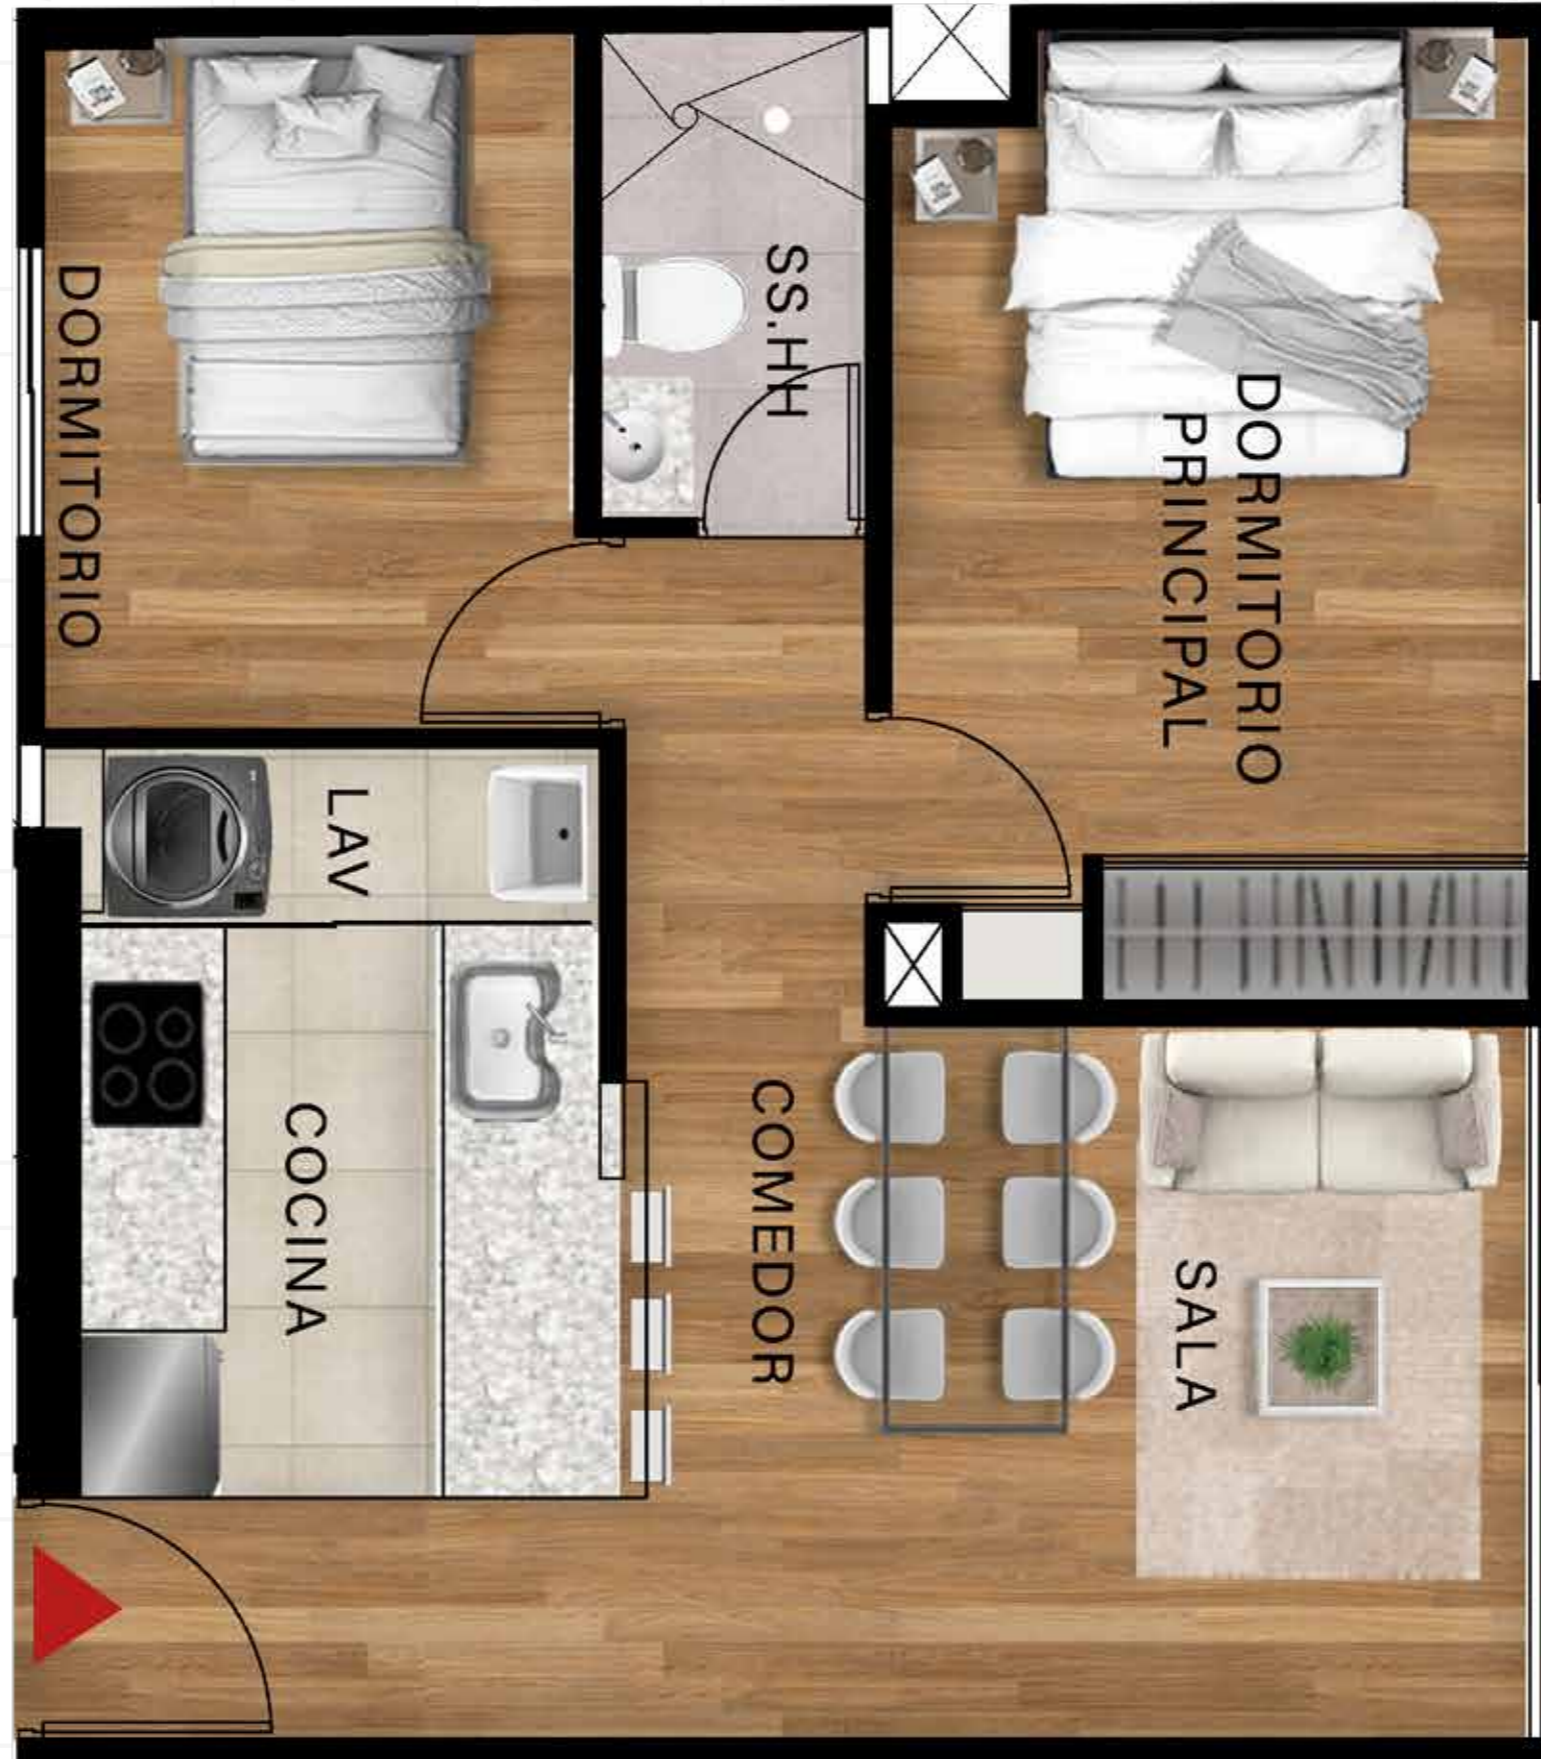 DORMITORIO
SS.HH
DORMITORIO
PRINCIPAL
LAV
COCINA
COMEDOR
SALA